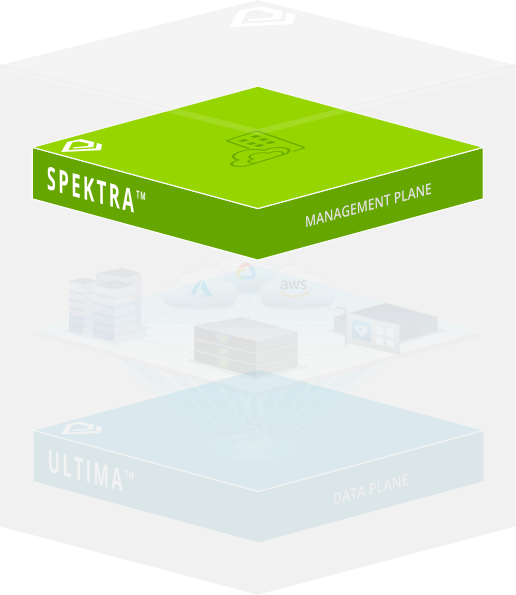 SPEKTRA™
MANAGEMENT PLANE
aws
ULTIMA™
DATA PLANE